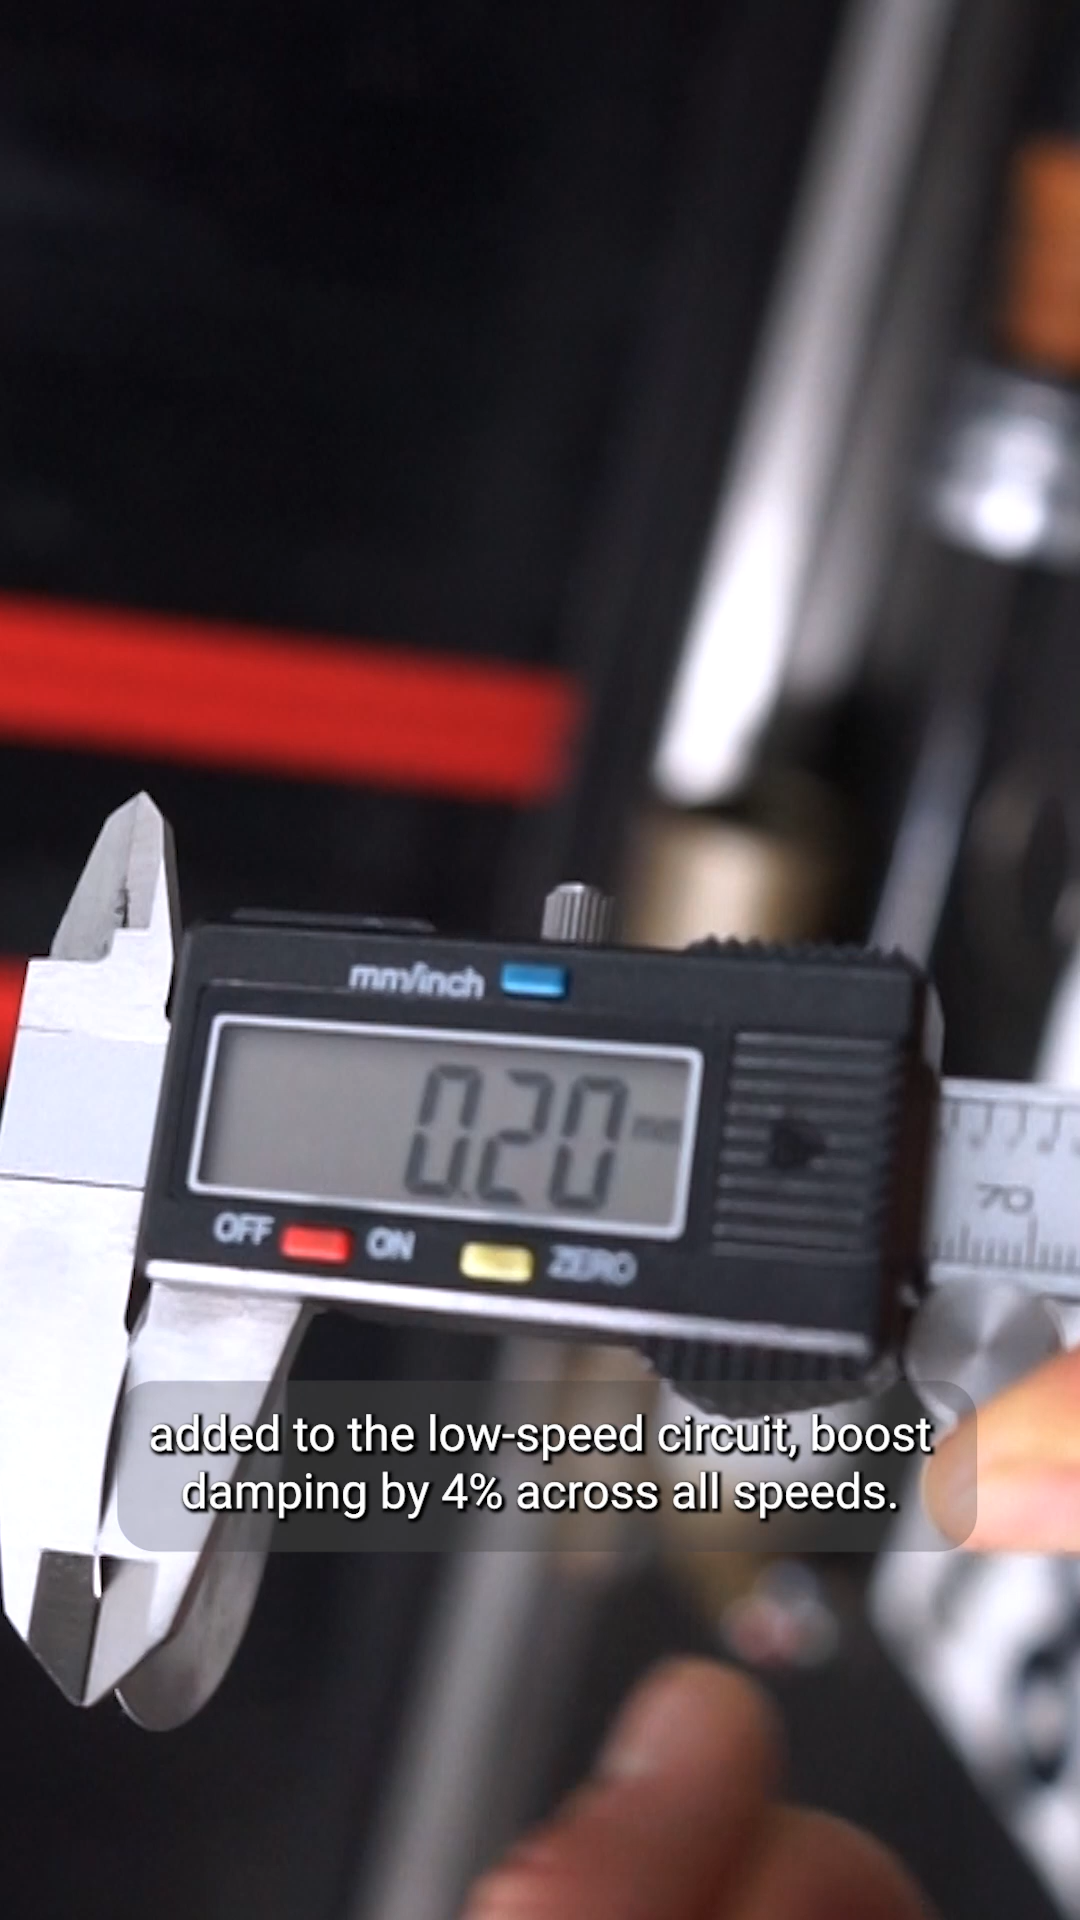 mm/inch
0.20 mm
OFF ON ZERO
70
added to the low-speed circuit, boost
damping by 4% across all speeds.